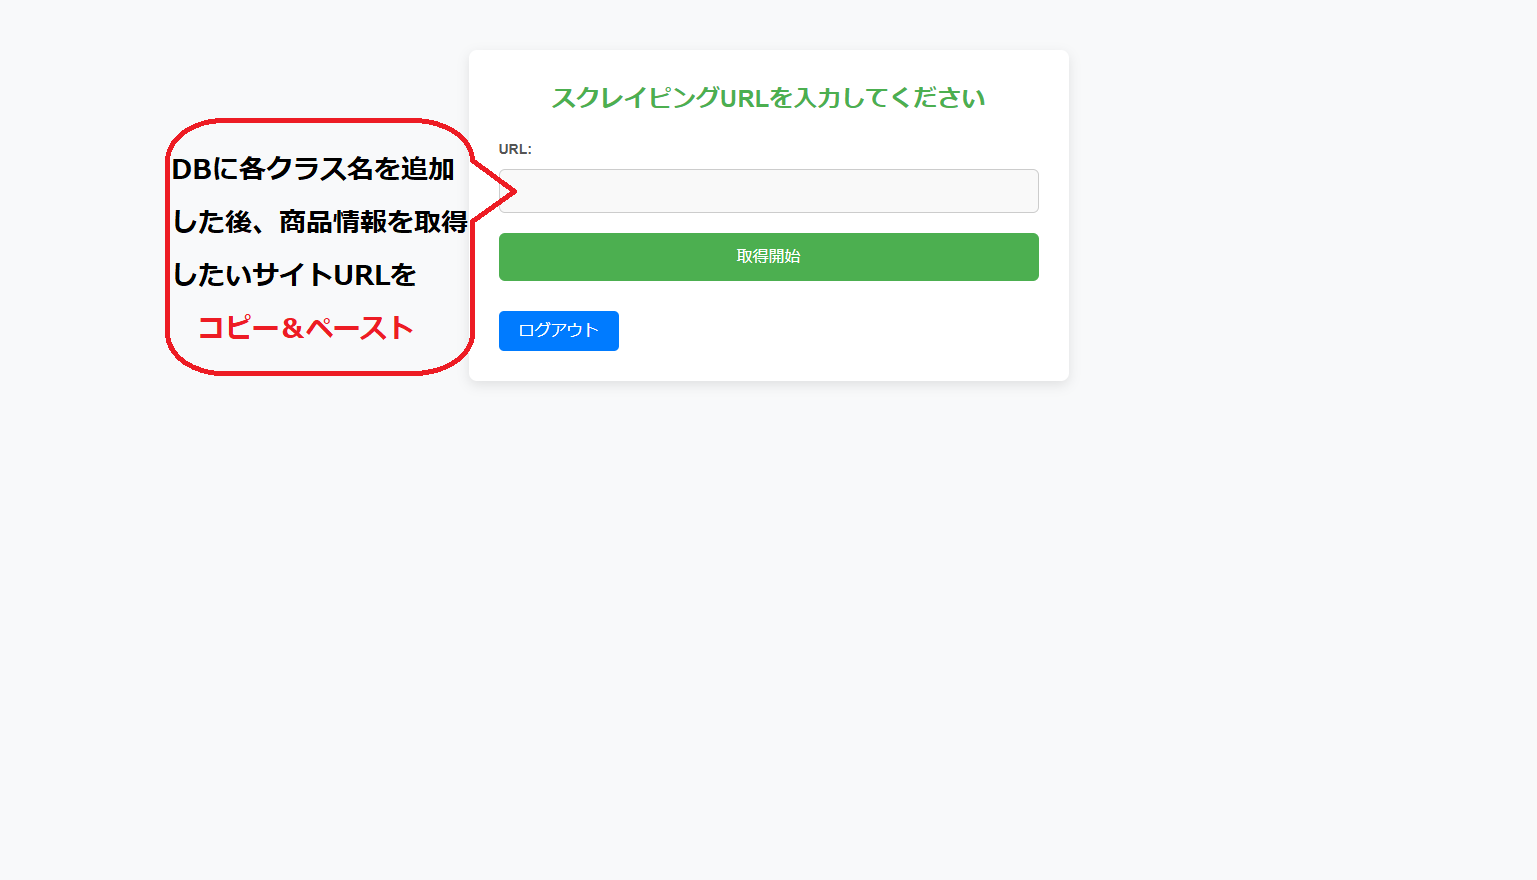 スクレイピングURLを入力してください
URL:
DBに各クラス名を追加
した後、商品情報を取得
したいサイトURLを
コピー＆ペースト
取得開始
ログアウト